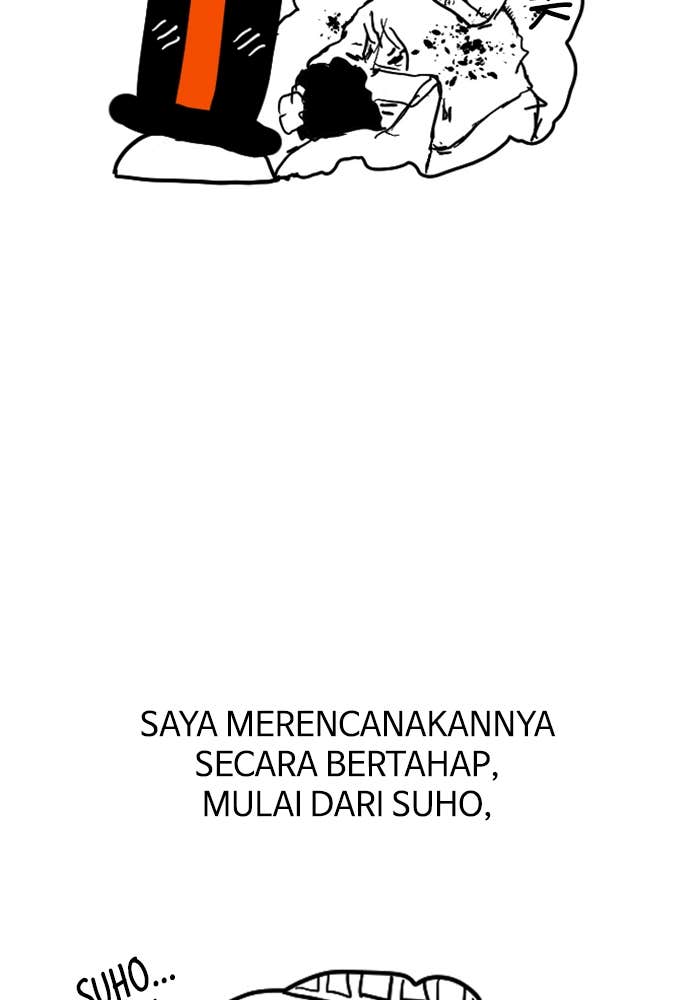 SAYA MERENCANAKANNYA
SECARA BERTAHAP,
MULAI DARI SUHO,
SUHO...